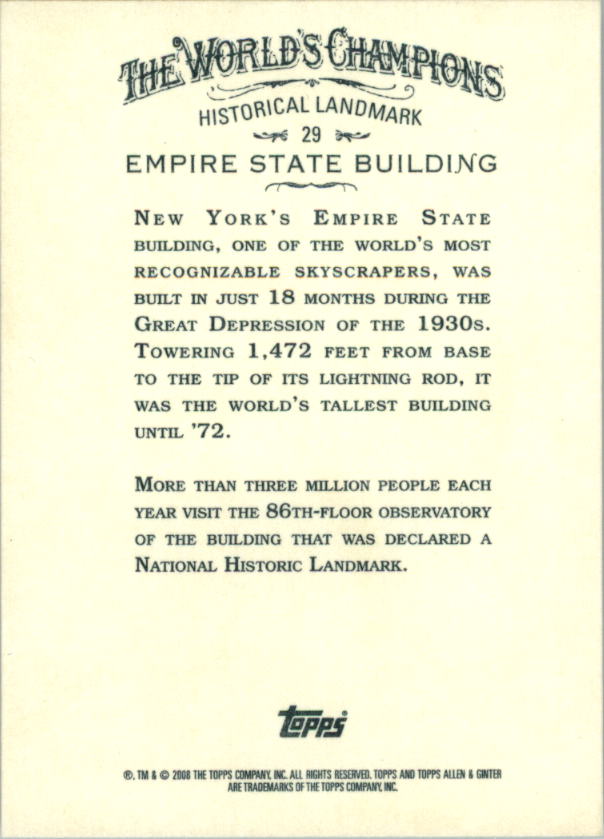 THE WORLD'S CHAMPIONS
HISTORICAL LANDMARK
29
EMPIRE STATE BUILDING
NEW YORK'S EMPIRE STATE
BUILDING, ONE OF THE WORLD'S MOST
RECOGNIZABLE SKYSCRAPERS, WAS
BUILT IN JUST 18 MONTHS DURING THE
GREAT DEPRESSION OF THE 1930S.
TOWERING 1,472 FEET FROM BASE
TO THE TIP OF ITS LIGHTNING ROD, IT
WAS THE WORLD'S TALLEST BUILDING
UNTIL '72.
MORE THAN THREE MILLION PEOPLE EACH
YEAR VISIT THE 86TH-FLOOR OBSERVATORY
OF THE BUILDING THAT WAS DECLARED A
NATIONAL HISTORIC LANDMARK.
Topps®
®, TM & © 2008 THE TOPPS COMPANY, INC. ALL RIGHTS RESERVED. TOPPS AND TOPPS ALLEN & GINTER
ARE TRADEMARKS OF THE TOPPS COMPANY, INC.